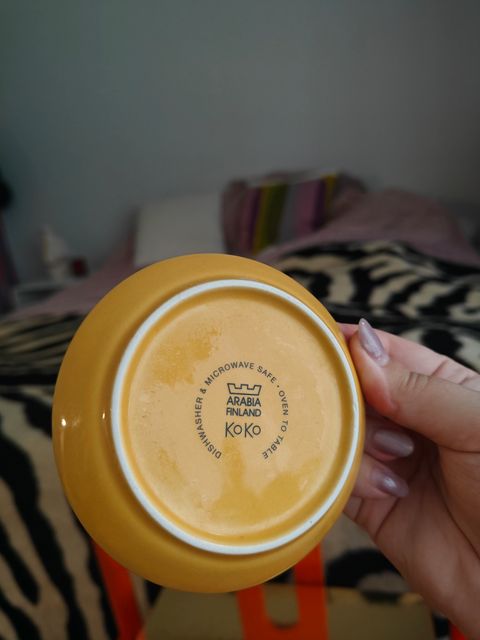 DISHWASHER & MICROWAVE SAFE • OVEN TO TABLE
ARABIA
FINLAND
KoKo